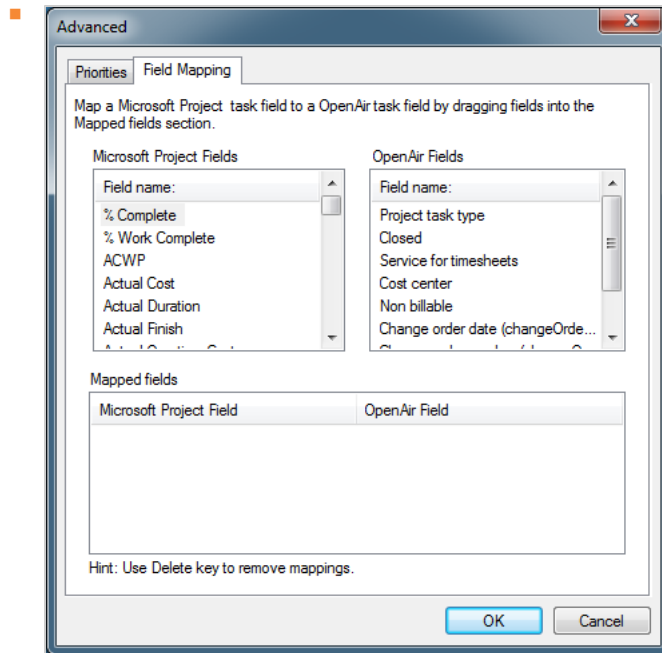 Advanced
Priorities Field Mapping
Map a Microsoft Project task field to a OpenAir task field by dragging fields into the
Mapped fields section.
Microsoft Project Fields OpenAir Fields
Field name: Field name:
% Complete Project task type
% Work Complete Closed
ACWP Service for timesheets
Actual Cost Cost center
Actual Duration Non billable
Actual Finish Change order date (changeOrde...
Mapped fields
Microsoft Project Field OpenAir Field
Hint: Use Delete key to remove mappings.
OK Cancel